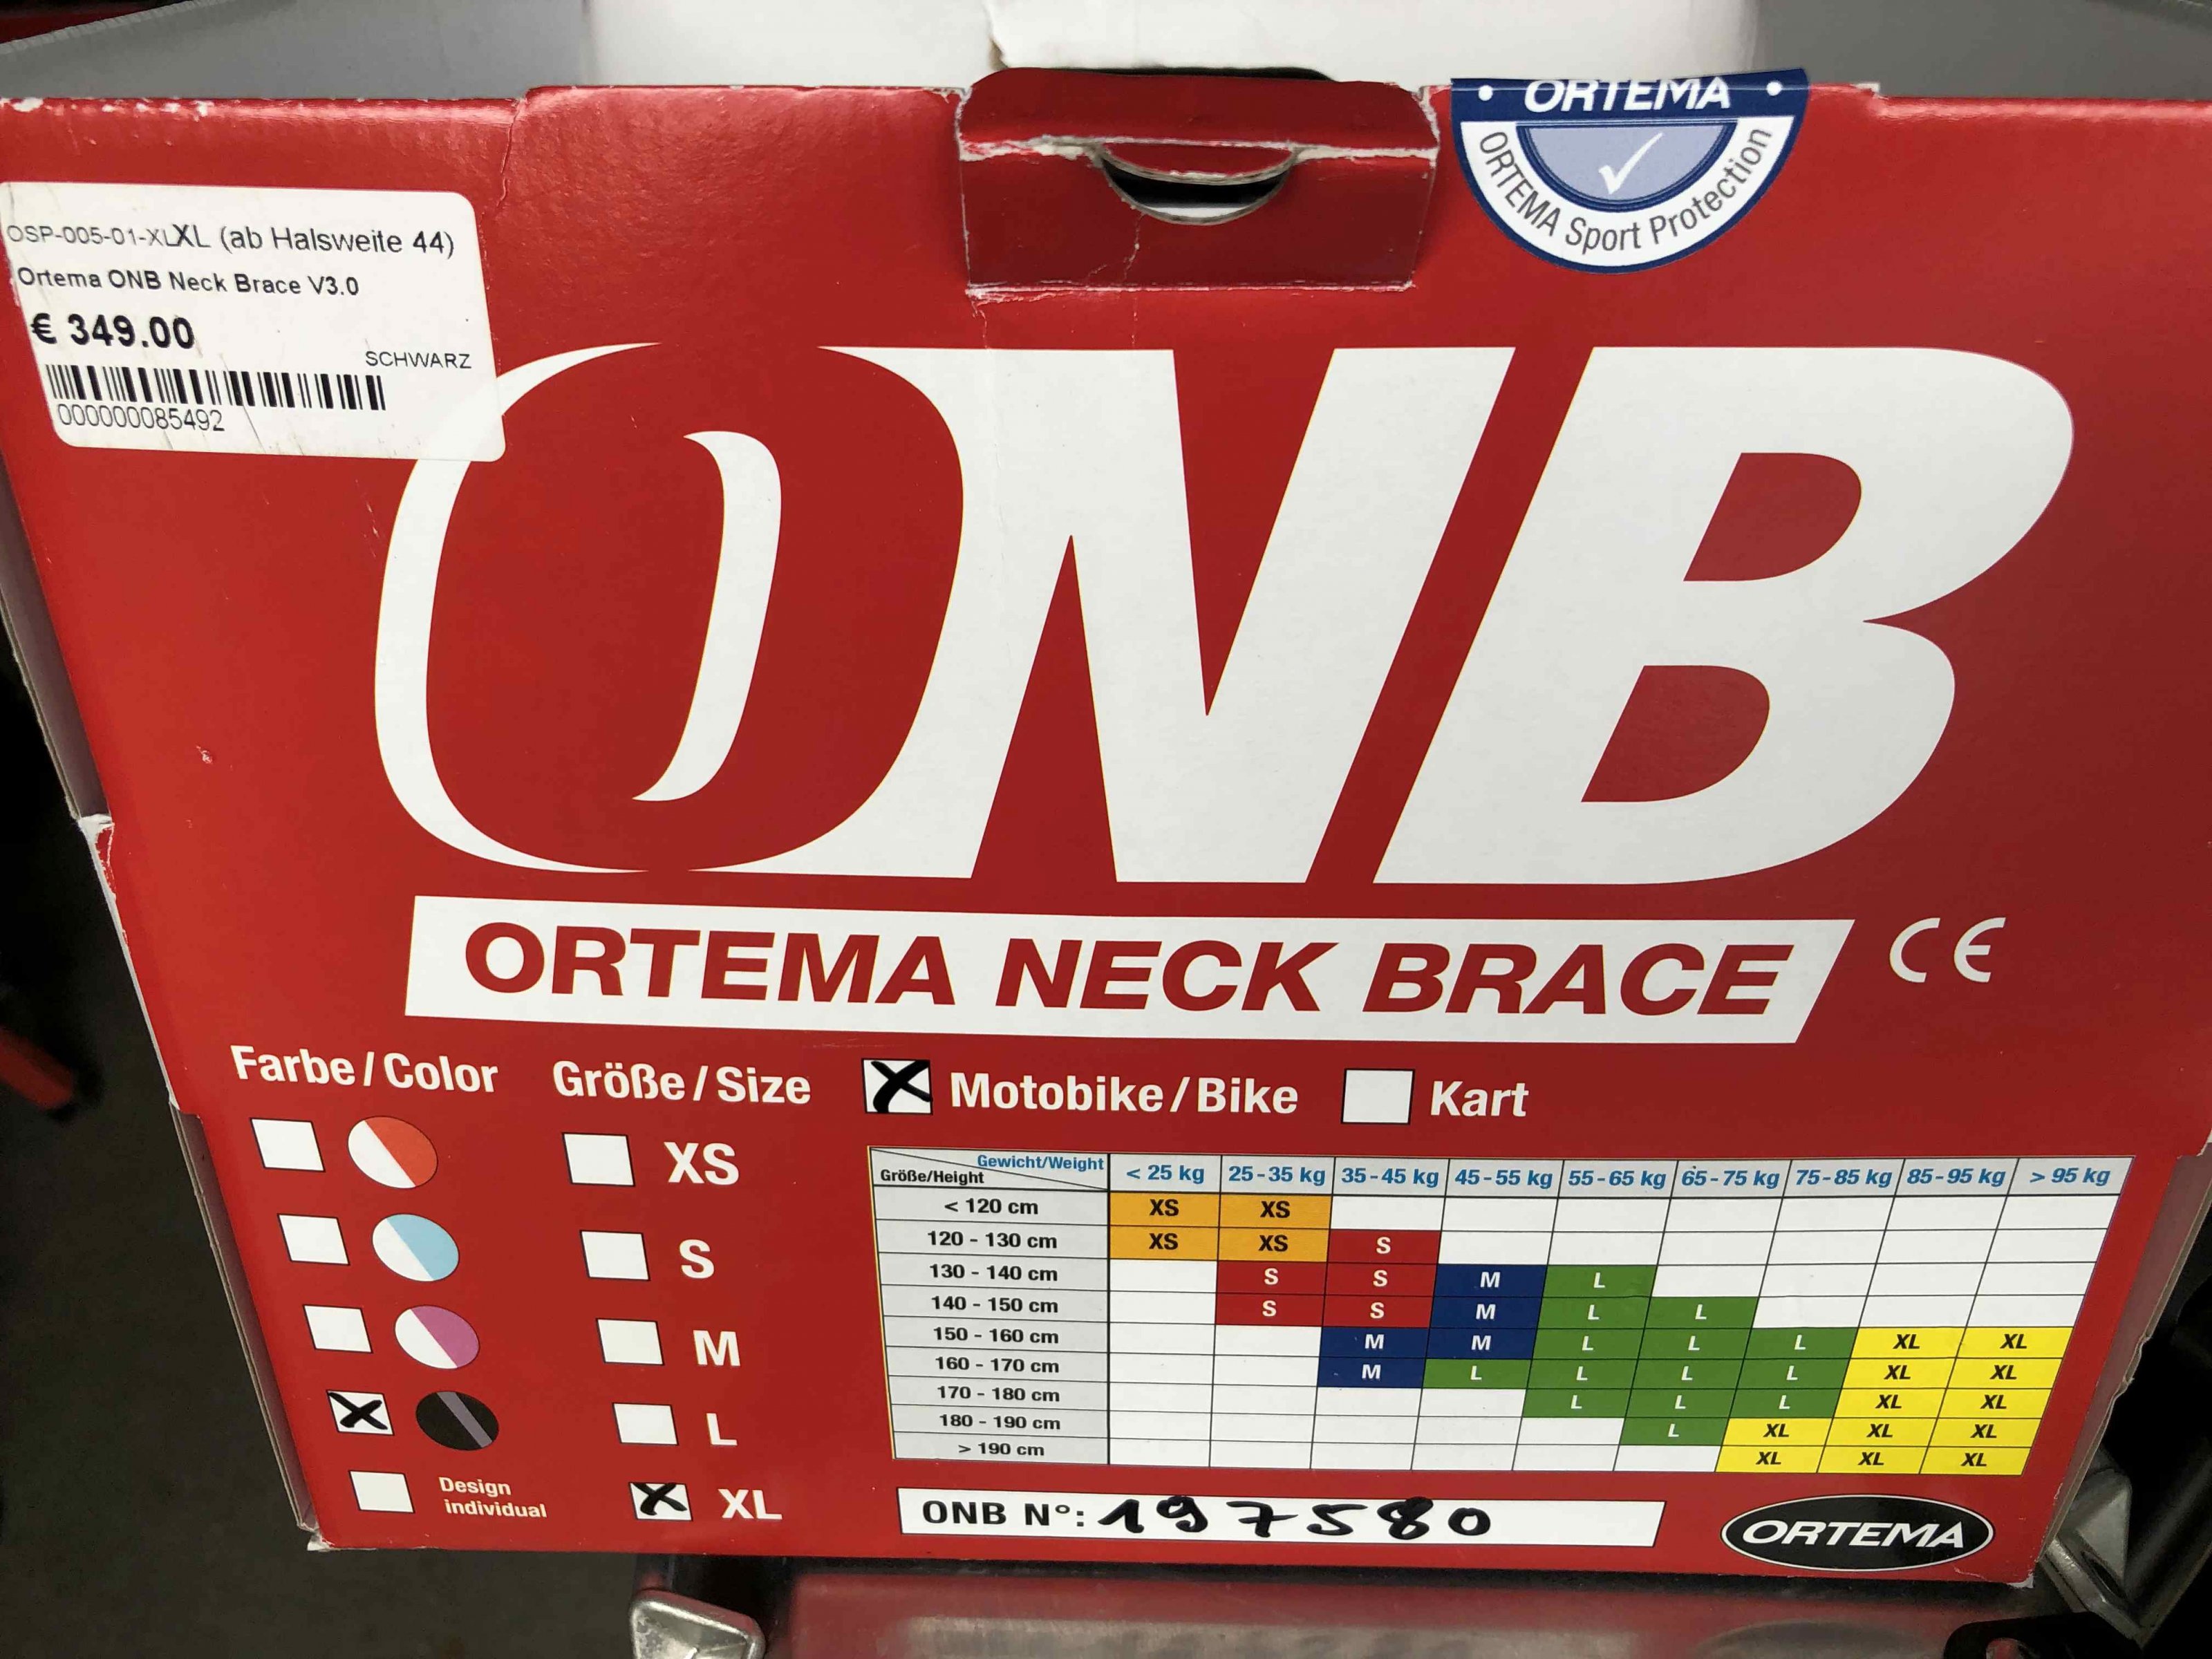 ORTEMA
ORTEMA Sport Protection
OSP-005-01-XLXL (ab Halsweite 44)
Ortema ONB Neck Brace V3.0
€ 349.00
SCHWARZ
000000085492
ONB
ORTEMA NECK BRACE CE
Farbe/Color Größe/Size Motobike/Bike Kart
XS
S
M
L
Design
individual
XL
Gewicht/Weight
Größe/Height < 25 kg 25-35 kg 35-45 kg 45-55 kg 55-65 kg 65-75 kg 75-85 kg 85-95 kg > 95 kg
< 120 cm XS XS
120 - 130 cm XS XS S
130 - 140 cm S S M L
140 - 150 cm S S M L L
150 - 160 cm M M L L L XL XL
160 - 170 cm M L L L L XL XL
170 - 180 cm L L L XL XL
180 - 190 cm L XL XL XL
> 190 cm XL XL XL
ONB N°: 197580
ORTEMA